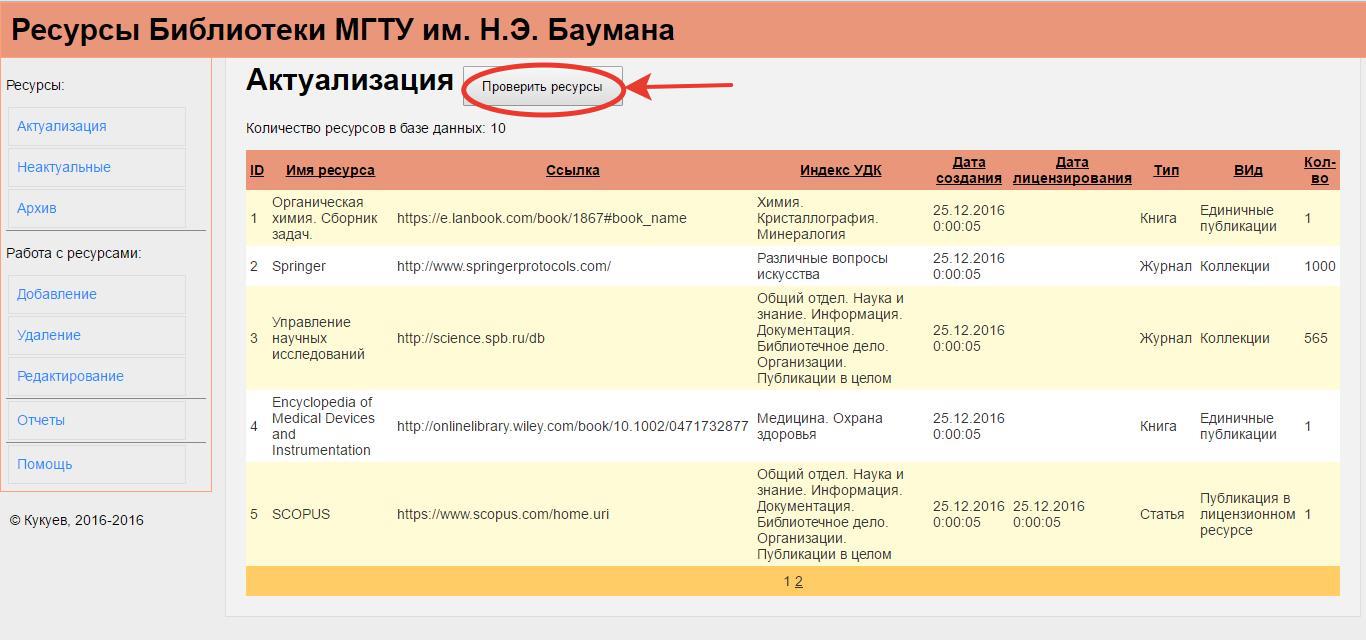 Ресурсы Библиотеки МГТУ им. Н.Э. Баумана
Ресурсы:
Актуализация
Неактуальные
Архив
Работа с ресурсами:
Добавление
Удаление
Редактирование
Отчеты
Помощь
© Кукуев, 2016-2016
Актуализация Проверить ресурсы
Количество ресурсов в базе данных: 10
ID Имя ресурса Ссылка Индекс УДК Дата создания Дата лицензирования Тип ВИд Кол-во
1 Органическая химия. Сборник задач. https://e.lanbook.com/book/1867#book_name Химия. Кристаллография. Минералогия 25.12.2016 0:00:05 Книга Единичные публикации 1
2 Springer http://www.springerprotocols.com/ Различные вопросы искусства 25.12.2016 0:00:05 Журнал Коллекции 1000
3 Управление научных исследований http://science.spb.ru/db Общий отдел. Наука и знание. Информация. Документация. Библиотечное дело. Организации. Публикации в целом 25.12.2016 0:00:05 Журнал Коллекции 565
4 Encyclopedia of Medical Devices and Instrumentation http://onlinelibrary.wiley.com/book/10.1002/0471732877 Медицина. Охрана здоровья 25.12.2016 0:00:05 Книга Единичные публикации 1
5 SCOPUS https://www.scopus.com/home.uri Общий отдел. Наука и знание. Информация. Документация. Библиотечное дело. Организации. Публикации в целом 25.12.2016 0:00:05 25.12.2016 0:00:05 Статья Публикация в лицензионном ресурсе 1
1 2